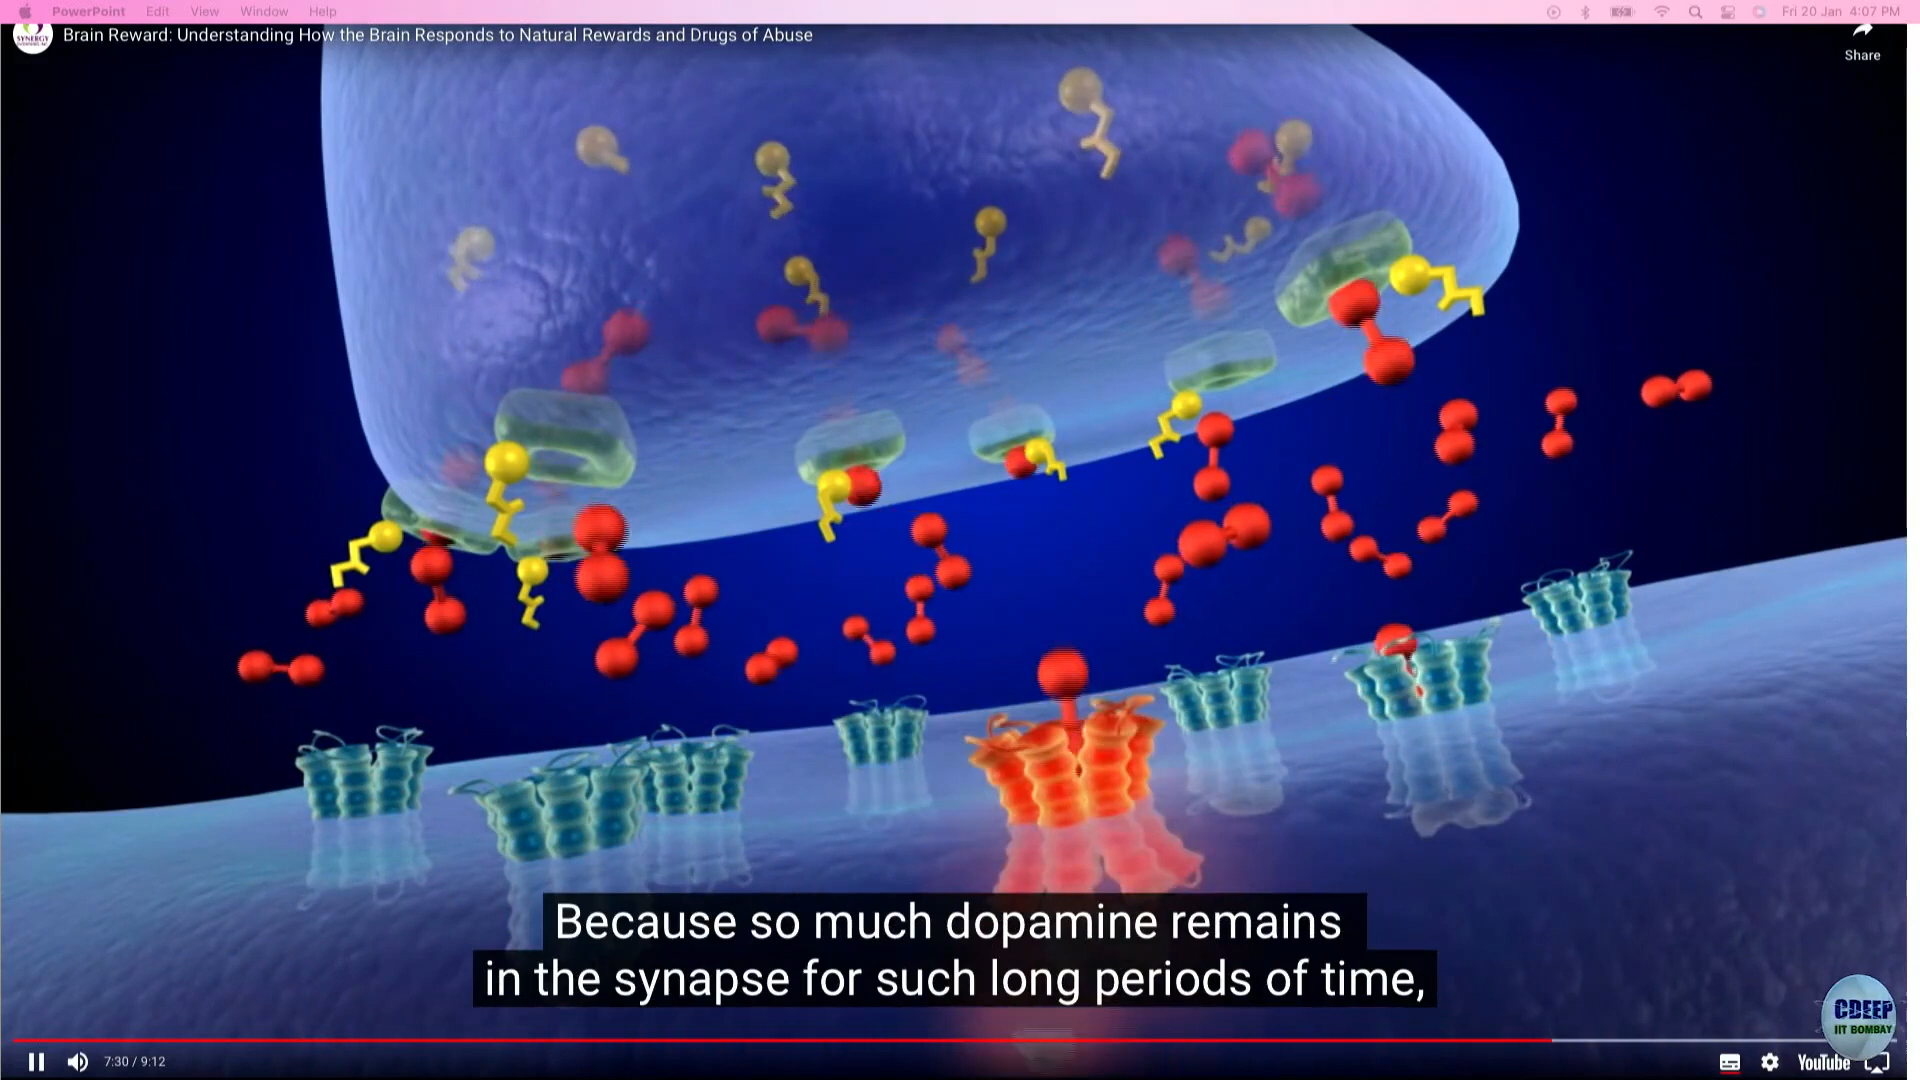 PowerPoint Edit View Window Help
Fri 20 Jan 4:07 PM
SYNERGY
Brain Reward: Understanding How the Brain Responds to Natural Rewards and Drugs of Abuse
Share
Because so much dopamine remains
in the synapse for such long periods of time,
CDEEP
IIT BOMBAY
7:30 / 9:12
YouTube